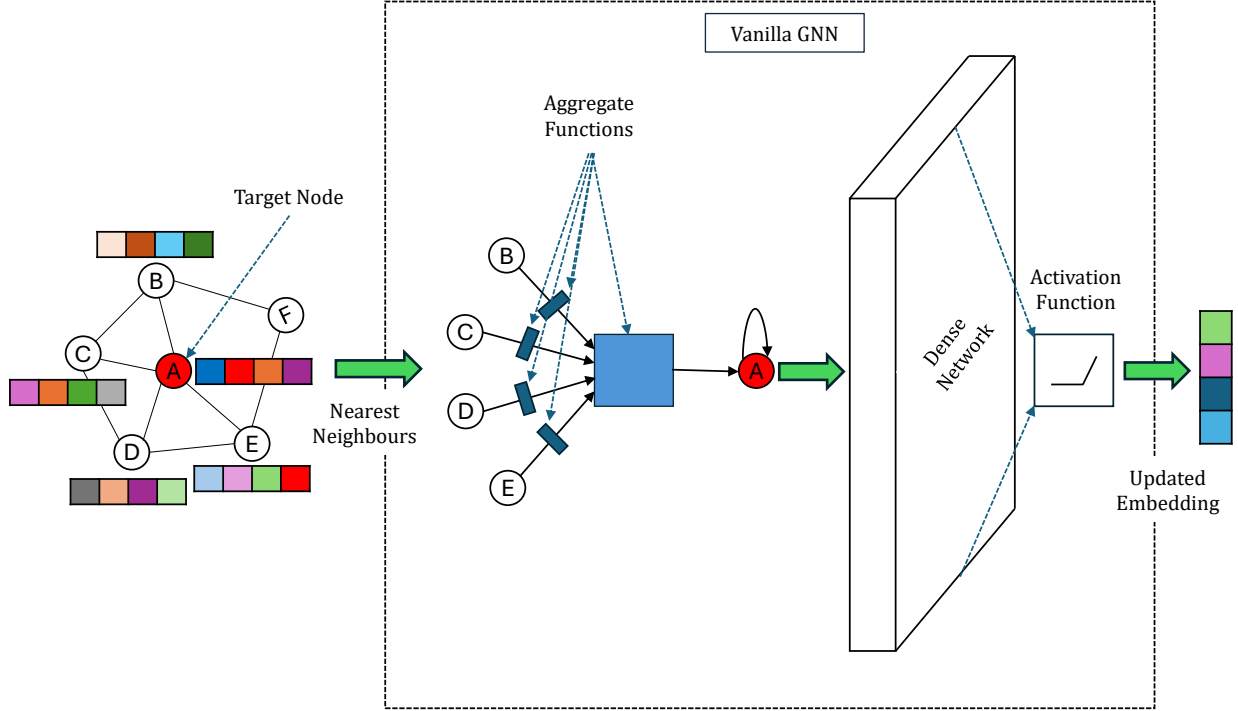 Vanilla GNN
Aggregate
Functions
Target Node
B
F
C
A
D
E
Nearest
Neighbours
B
C
D
E
A
Dense
Network
Activation
Function
Updated
Embedding